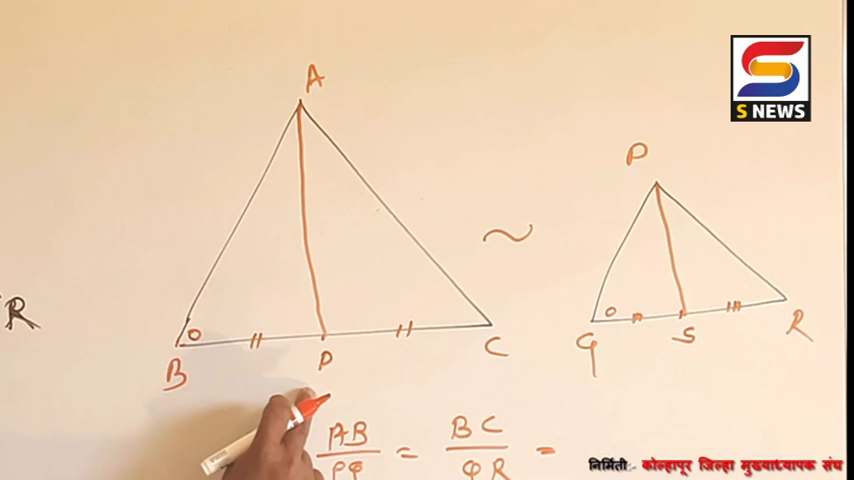 S NEWS
A
P
~
R
B
P
C
Q
S
R
AB/PQ = BC/QR =
निर्मिती - कोल्हापूर जिल्हा मुख्याध्यापक संघ